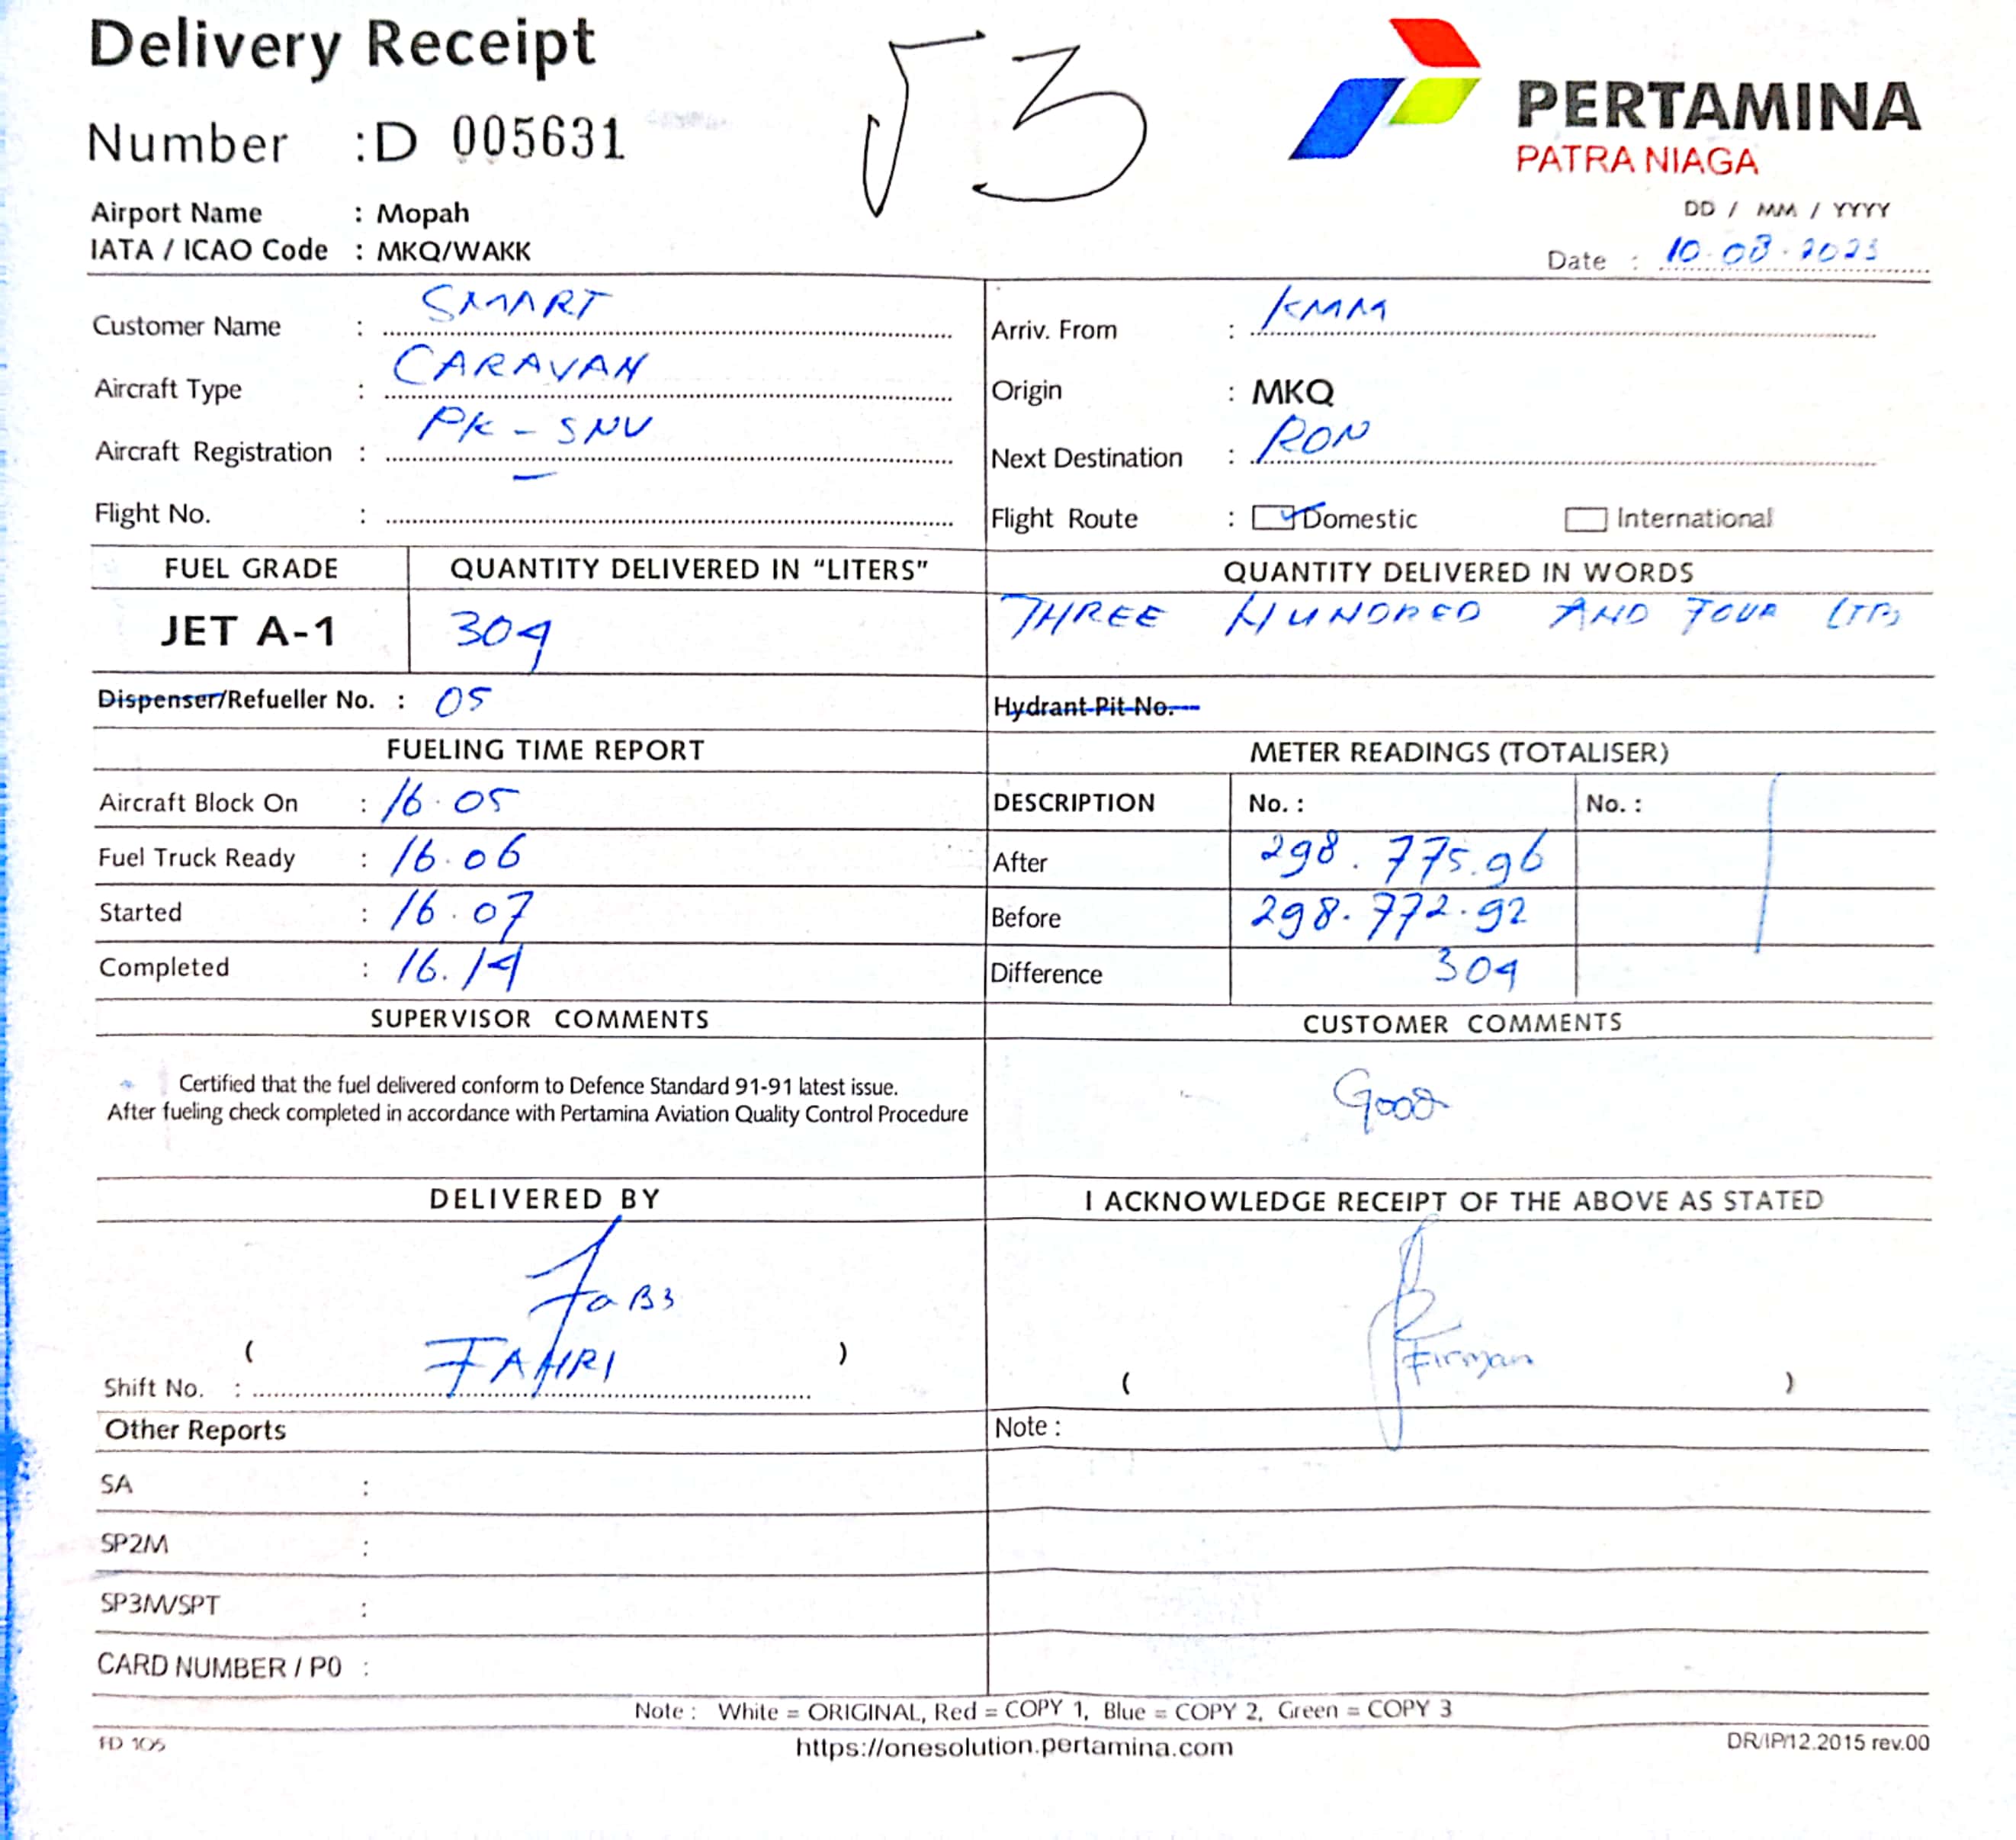 Delivery Receipt
√3
PERTAMINA
PATRA NIAGA
Number : D 005631
Airport Name : Mopah
IATA / ICAO Code : MKQ/WAKK
DD / MM / YYYY
Date : 10.08.2023
Customer Name : SMART
Arriv. From : KMM
Aircraft Type : CARAVAN
Origin : MKQ
Aircraft Registration : PK - SNV
Next Destination : RON
Flight No. :
Flight Route : Domestic International
FUEL GRADE QUANTITY DELIVERED IN "LITERS" QUANTITY DELIVERED IN WORDS
JET A-1 304 THREE HUNDRED AND FOUR LTRS
Dispenser/Refueller No. : 05 Hydrant Pit No.
FUELING TIME REPORT METER READINGS (TOTALISER)
Aircraft Block On : 16.05 DESCRIPTION No. : No. :
Fuel Truck Ready : 16.06 After 298.775.96
Started : 16.07 Before 298.772.92
Completed : 16.14 Difference 304
SUPERVISOR COMMENTS CUSTOMER COMMENTS
Certified that the fuel delivered conform to Defence Standard 91-91 latest issue.
After fueling check completed in accordance with Pertamina Aviation Quality Control Procedure
Good
DELIVERED BY I ACKNOWLEDGE RECEIPT OF THE ABOVE AS STATED
( FAHRI )
( Firman )
Shift No. :
Other Reports Note :
SA :
SP2M :
SP3M/SPT :
CARD NUMBER / PO :
Note : White = ORIGINAL, Red = COPY 1, Blue = COPY 2, Green = COPY 3
FD 105 https://onesolution.pertamina.com DR/IP/12.2015 rev.00